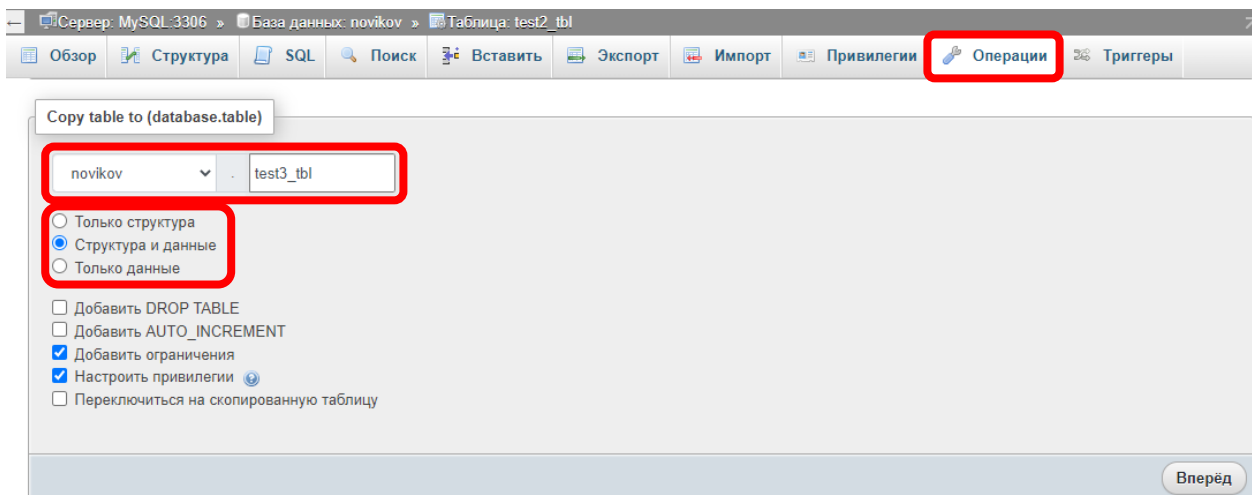 Сервер: MySQL:3306 » База данных: novikov » Таблица: test2_tbl
Обзор Структура SQL Поиск Вставить Экспорт Импорт Привилегии Операции Триггеры
Copy table to (database.table)
novikov . test3_tbl
Только структура
Структура и данные
Только данные
Добавить DROP TABLE
Добавить AUTO_INCREMENT
Добавить ограничения
Настроить привилегии
Переключиться на скопированную таблицу
Вперёд